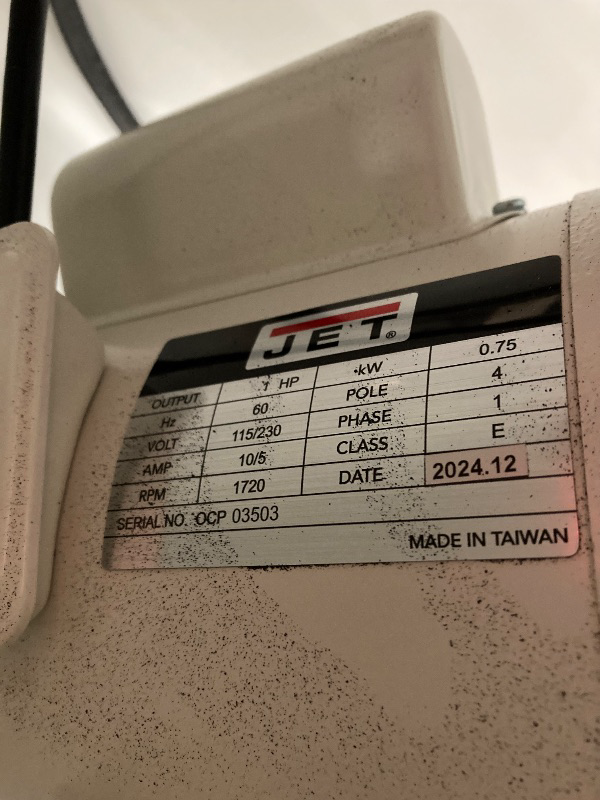 JET®
OUTPUT 1 HP kW 0.75
Hz 60 POLE 4
VOLT 115/230 PHASE 1
AMP 10/5 CLASS E
RPM 1720 DATE 2024.12
SERIAL NO. OCP 03503
MADE IN TAIWAN